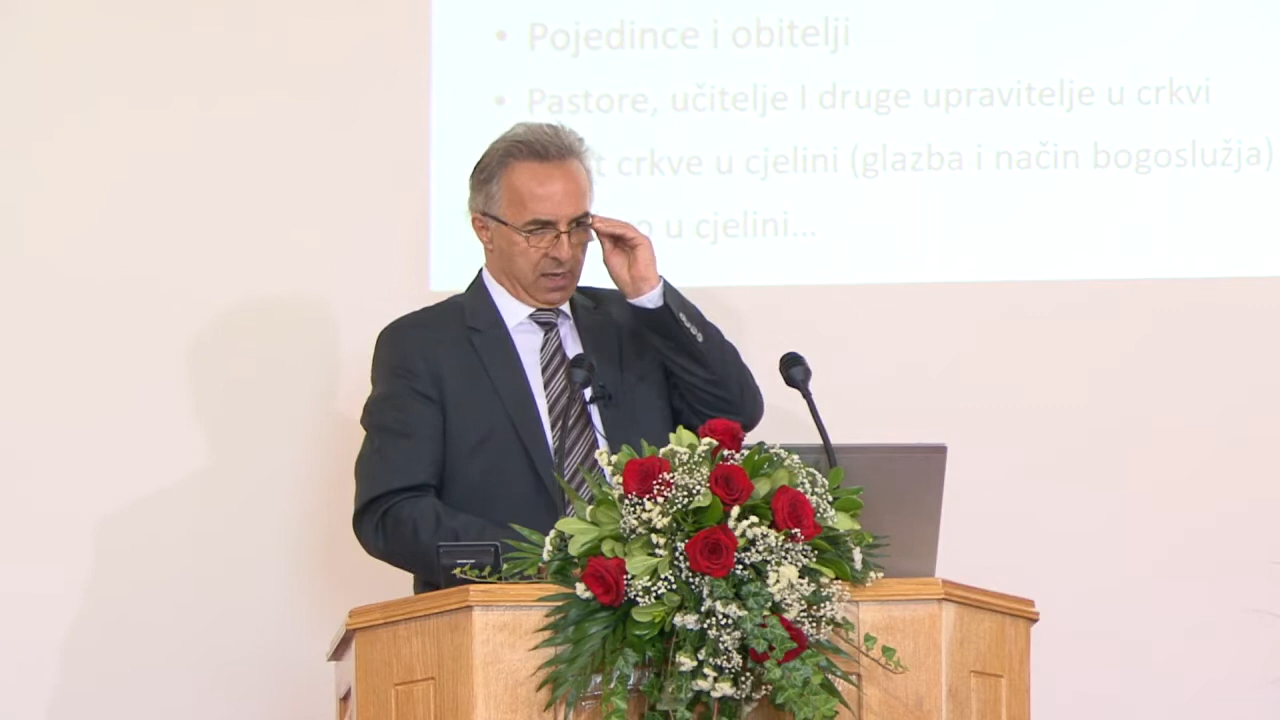 • Pojedince i obitelji
• Pastore, učitelje I druge upravitelje u crkvi
crkve u cjelini (glazba i način bogoslužja)
u cjelini...